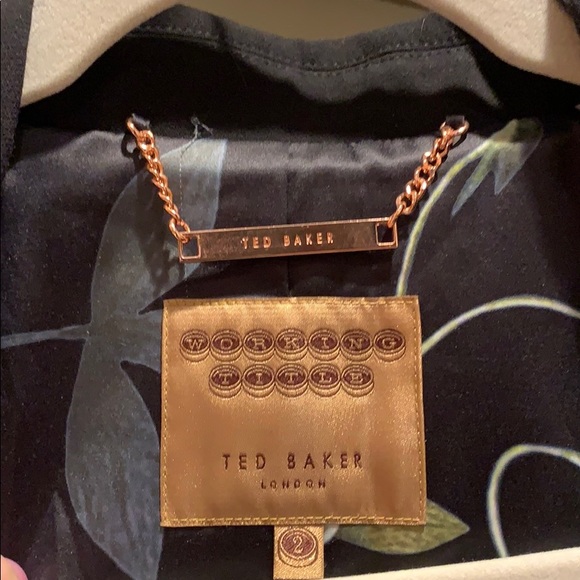 TED BAKER
WORKING
TITLE
TED BAKER
LONDON
2